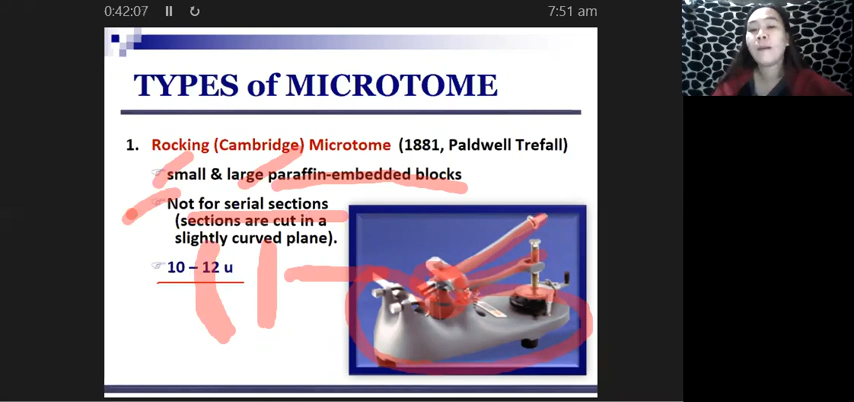 0:42:07
7:51 am
TYPES of MICROTOME
1. Rocking (Cambridge) Microtome (1881, Paldwell Trefall)
small & large paraffin-embedded blocks
Not for serial sections
(sections are cut in a
slightly curved plane).
10 – 12 u